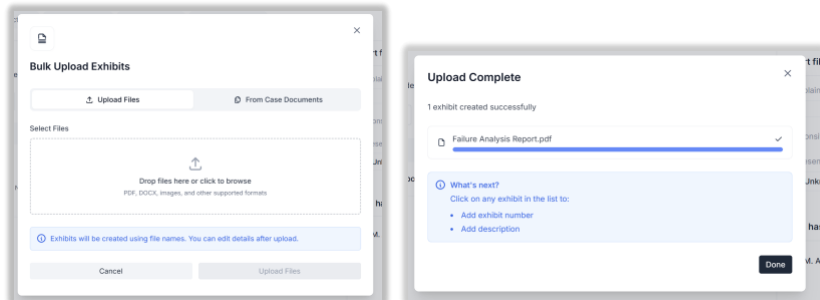 Bulk Upload Exhibits
Upload Files
From Case Documents
Select Files
Drop files here or click to browse
PDF, DOCX, images, and other supported formats
Exhibits will be created using file names. You can edit details after upload.
Cancel
Upload Files
Upload Complete
1 exhibit created successfully
Failure Analysis Report.pdf
What's next?
Click on any exhibit in the list to:
• Add exhibit number
• Add description
Done